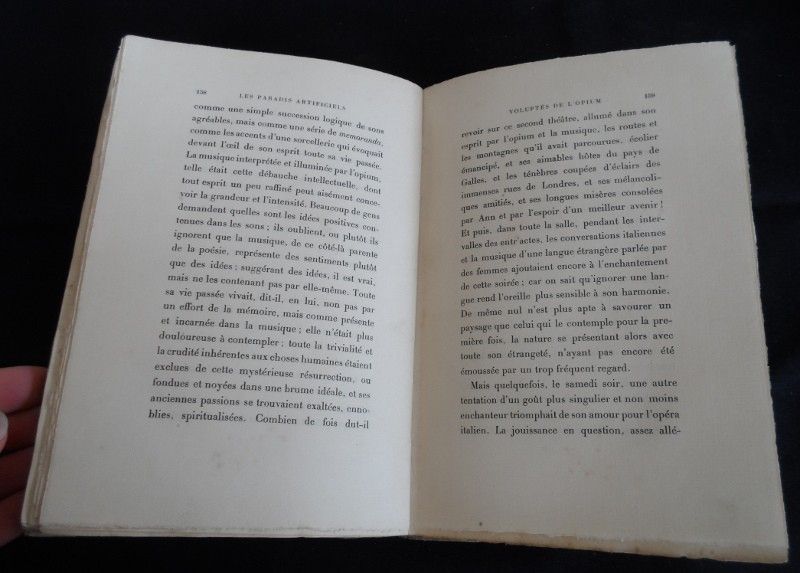 158
LES PARADIS ARTIFICIELS
comme une simple succession logique de sons
agréables, mais comme une série de memoranda,
comme les accents d'une sorcellerie qui évoquait
devant l'œil de son esprit toute sa vie passée.
La musique interprétée et illuminée par l'opium,
telle était cette débauche intellectuelle, dont
tout esprit un peu raffiné peut aisément conce-
voir la grandeur et l'intensité. Beaucoup de gens
demandent quelles sont les idées positives con-
tenues dans les sons ; ils oublient, ou plutôt ils
ignorent que la musique, de ce côté-là parente
de la poésie, représente des sentiments plutôt
que des idées ; suggérant des idées, il est vrai,
mais ne les contenant pas par elle-même. Toute
sa vie passée vivait, dit-il, en lui, non pas par
un effort de la mémoire, mais comme présente
et incarnée dans la musique ; elle n'était plus
douloureuse à contempler ; toute la trivialité et
la crudité inhérentes aux choses humaines étaient
exclues de cette mystérieuse résurrection, ou
fondues et noyées dans une brume idéale, et ses
anciennes passions se trouvaient exaltées, enno-
blies, spiritualisées. Combien de fois dut-il
VOLUPTÉS DE L'OPIUM
159
revoir sur ce second théâtre, allumé dans son
esprit par l'opium et la musique, les routes et
les montagnes qu'il avait parcourues, écolier
émancipé, et ses aimables hôtes du pays de
Galles, et les ténèbres coupées d'éclairs des
immenses rues de Londres, et ses mélancoli-
ques amitiés, et ses longues misères consolées
par Ann et par l'espoir d'un meilleur avenir !
Et puis, dans toute la salle, pendant les inter-
valles des entr'actes, les conversations italiennes
et la musique d'une langue étrangère parlée par
des femmes ajoutaient encore à l'enchantement
de cette soirée ; car on sait qu'ignorer une lan-
gue rend l'oreille plus sensible à son harmonie.
De même nul n'est plus apte à savourer un
paysage que celui qui le contemple pour la pre-
mière fois, la nature se présentant alors avec
toute son étrangeté, n'ayant pas encore été
émoussée par un trop fréquent regard.
Mais quelquefois, le samedi soir, une autre
tentation d'un goût plus singulier et non moins
enchanteur triomphait de son amour pour l'opéra
italien. La jouissance en question, assez allé-